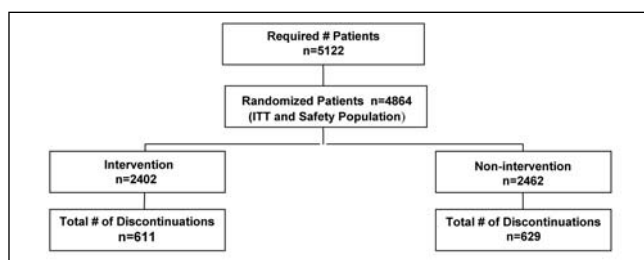 Required # Patients
n=5122
Randomized Patients n=4864
(ITT and Safety Population)
Intervention
n=2402
Non-intervention
n=2462
Total # of Discontinuations
n=611
Total # of Discontinuations
n=629